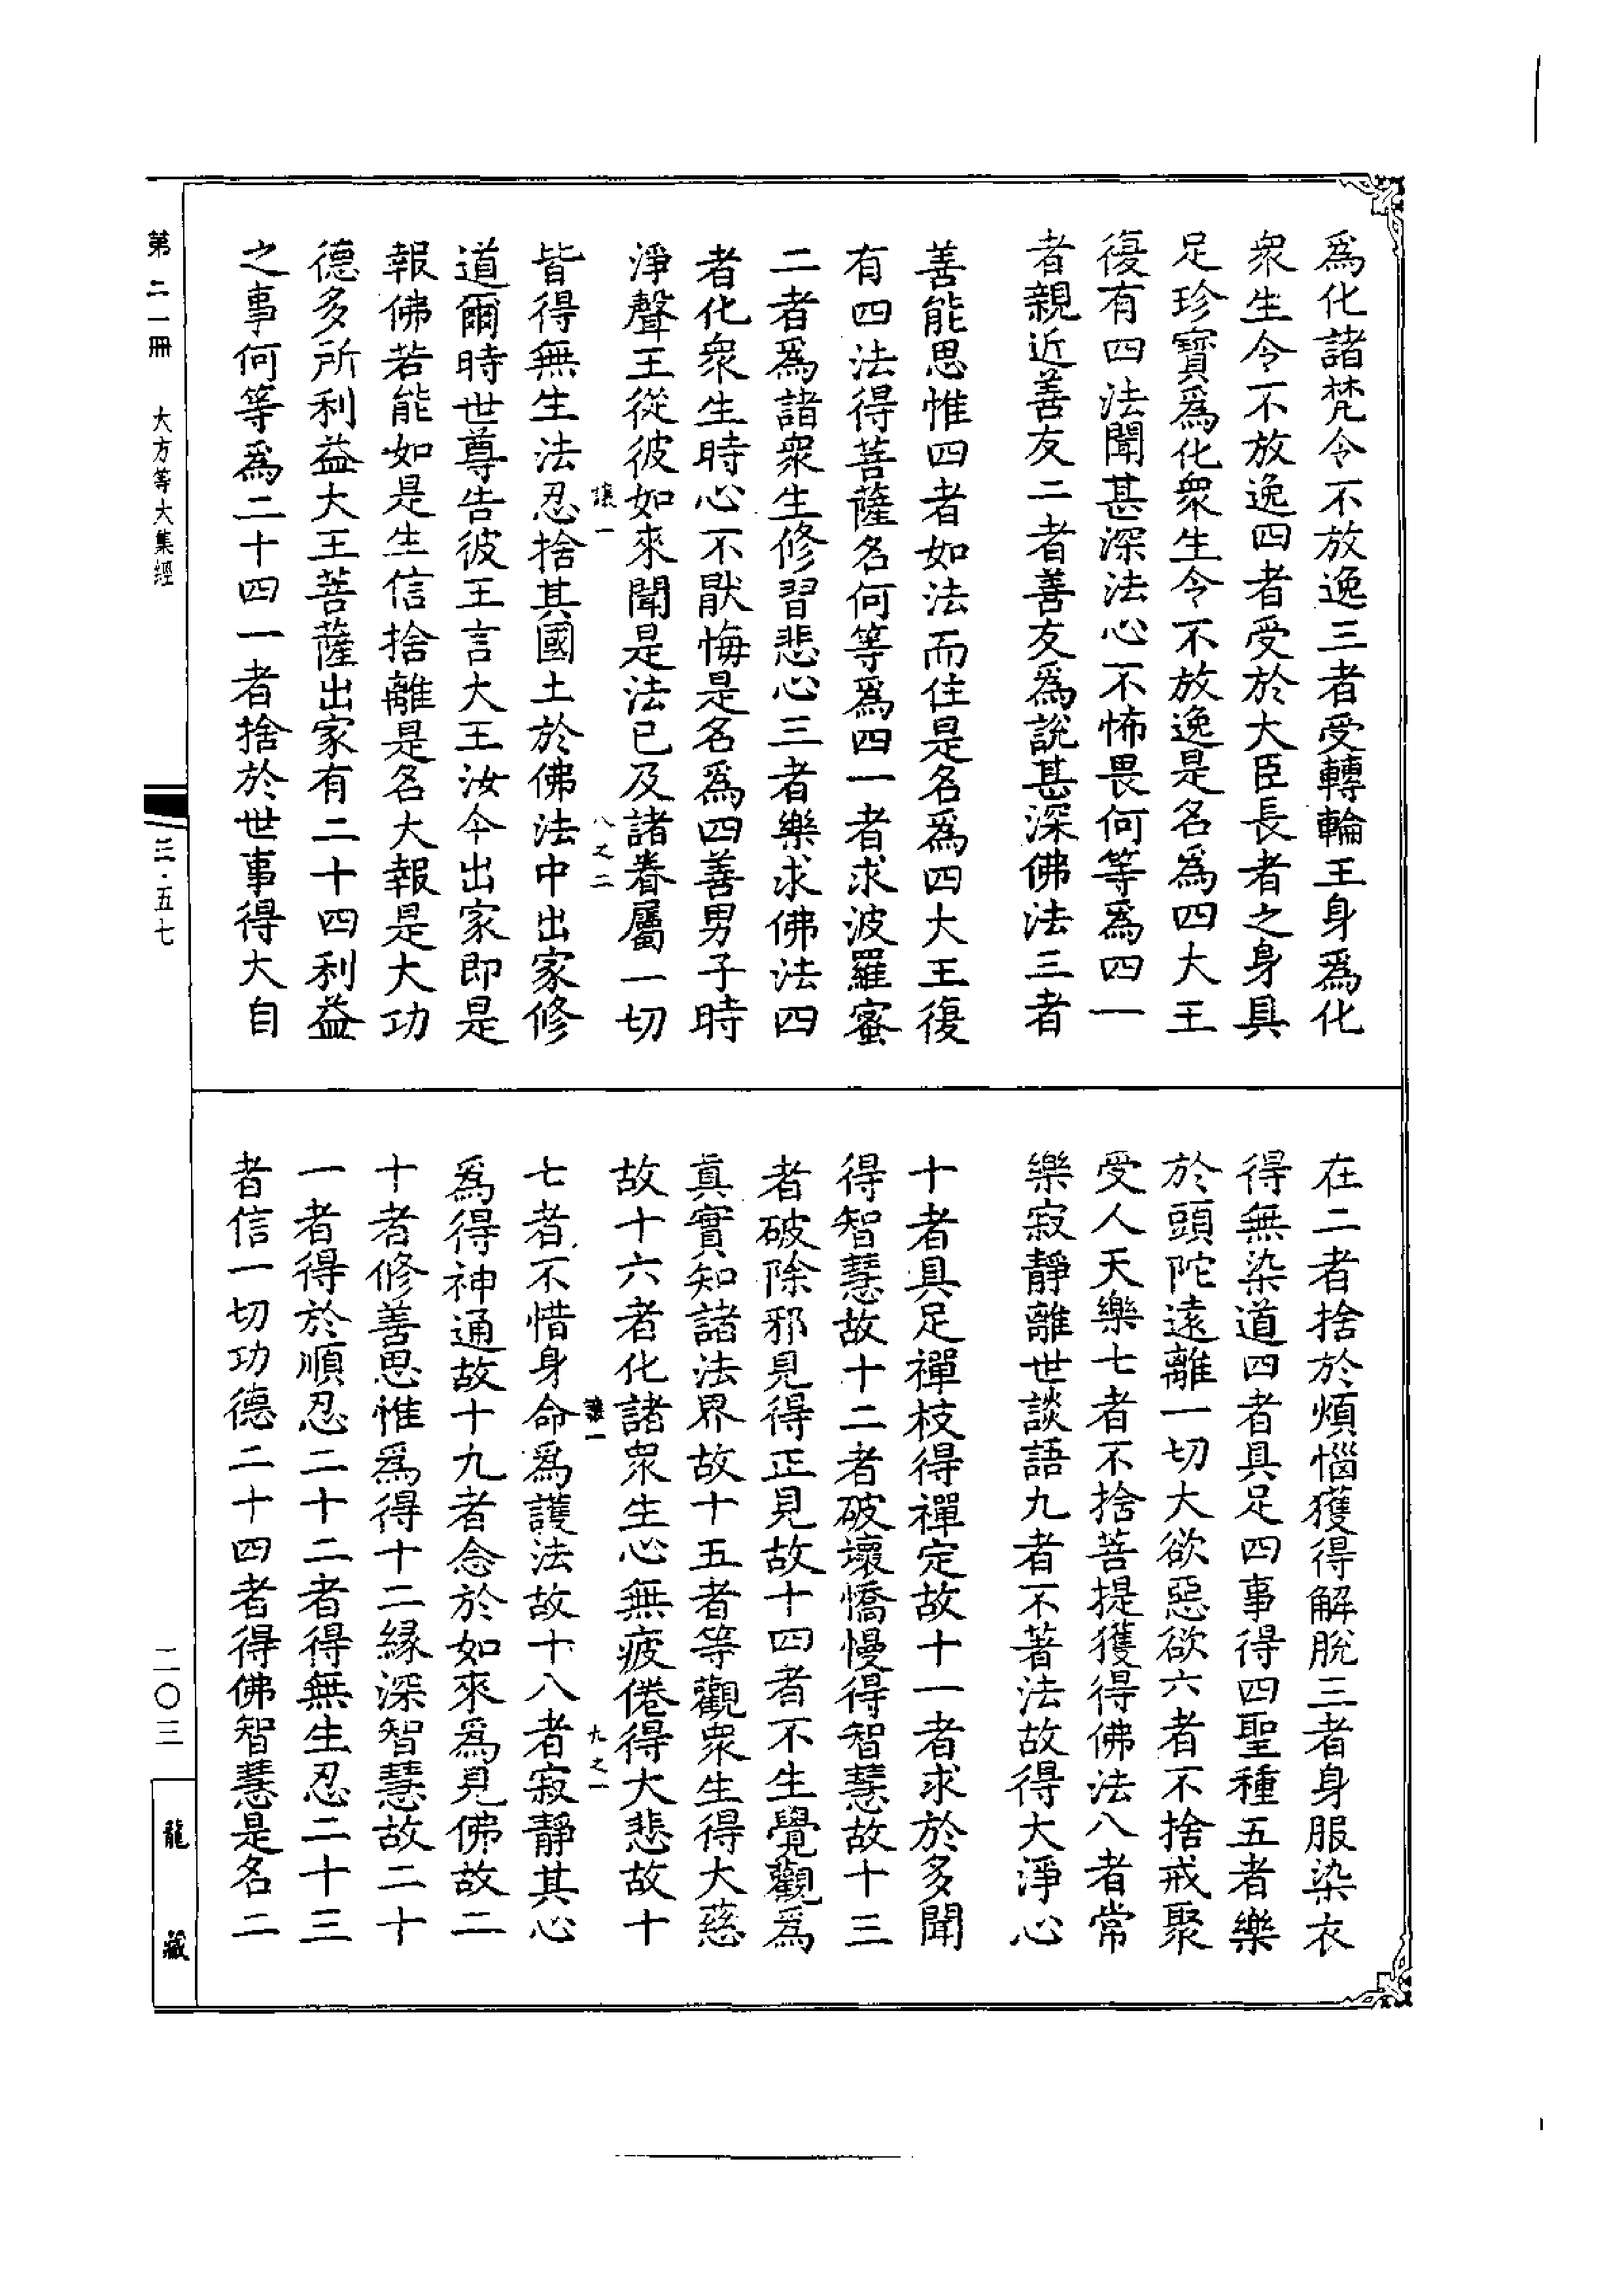 爲化諸梵令不放逸三者受轉輪王身爲化
衆生令不放逸四者受於大臣長者之身具
足珍寶爲化衆生令不放逸是名爲四大王
復有四法聞甚深法心不怖畏何等爲四一
者親近善友二者善友爲說甚深佛法三者
善能思惟四者如法而住是名爲四大王復
有四法得菩薩名何等爲四一者求波羅蜜
二者爲諸衆生修習悲心三者樂求佛法四
者化衆生時心不厭悔是名爲四善男子時
淨聲王從彼如來聞是法已及諸眷屬一切
讓一
八之二
皆得無生法忍捨其國土於佛法中出家修
道爾時世尊告彼王言大王汝今出家即是
報佛若能如是生信捨離是名大報是大功
德多所利益大王菩薩出家有二十四利益
之事何等爲二十四一者捨於世事得大自
在二者捨於煩惱獲得解脫三者身服染衣
得無染道四者具足四事得四聖種五者樂
於頭陀遠離一切大欲惡欲六者不捨戒聚
受人天樂七者不捨菩提獲得佛法八者常
樂寂靜離世談語九者不著法故得大淨心
十者具足禪枝得禪定故十一者求於多聞
得智慧故十二者破壞憍慢得智慧故十三
者破除邪見得正見故十四者不生覺觀爲
真實知諸法界故十五者等觀衆生得大慈
故十六者化諸衆生心無疲倦得大悲故十
讓一
九之一
七者不惜身命爲護法故十八者寂靜其心
爲得神通故十九者念於如來爲見佛故二
十者修善思惟爲得十二緣深智慧故二十
一者得於順忍二十二者得無生忍二十三
者信一切功德二十四者得佛智慧是名二
第二一冊　大方等大集經
三·五七
二〇三
龍藏